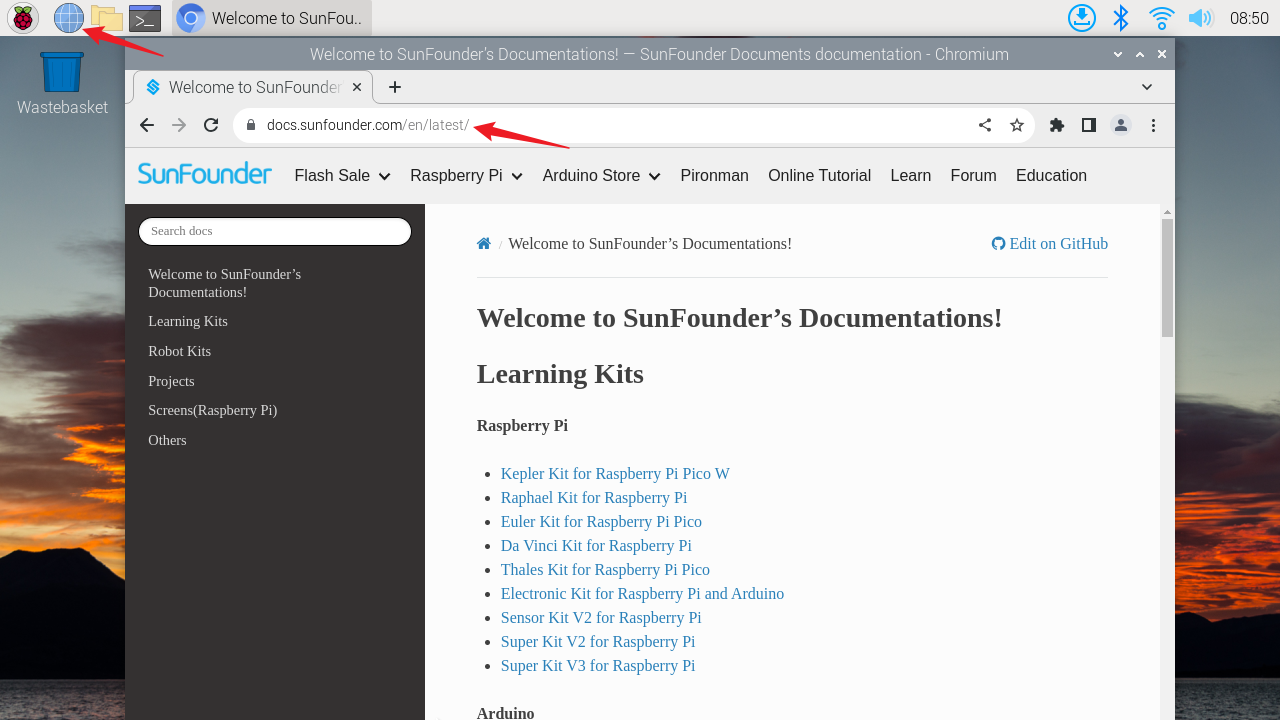 Welcome to SunFou..
08:50
Wastebasket
Welcome to SunFounder's Documentations! — SunFounder Documents documentation - Chromium
Welcome to SunFounder
docs.sunfounder.com/en/latest/
SunFounder
Flash Sale
Raspberry Pi
Arduino Store
Pironman
Online Tutorial
Learn
Forum
Education
Search docs
Welcome to SunFounder’s
Documentations!
Learning Kits
Robot Kits
Projects
Screens(Raspberry Pi)
Others
/ Welcome to SunFounder’s Documentations!
Edit on GitHub
Welcome to SunFounder’s Documentations!
Learning Kits
Raspberry Pi
Kepler Kit for Raspberry Pi Pico W
Raphael Kit for Raspberry Pi
Euler Kit for Raspberry Pi Pico
Da Vinci Kit for Raspberry Pi
Thales Kit for Raspberry Pi Pico
Electronic Kit for Raspberry Pi and Arduino
Sensor Kit V2 for Raspberry Pi
Super Kit V2 for Raspberry Pi
Super Kit V3 for Raspberry Pi
Arduino